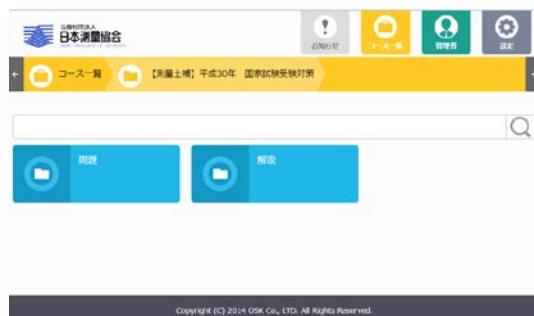 公益社団法人
日本測量協会
お知らせ
コース一覧
管理者
設定
コース一覧
【測量士補】平成30年 国家試験受験対策
問題
解説
Copyright (C) 2014 OSK Co., LTD. All Rights Reserved.